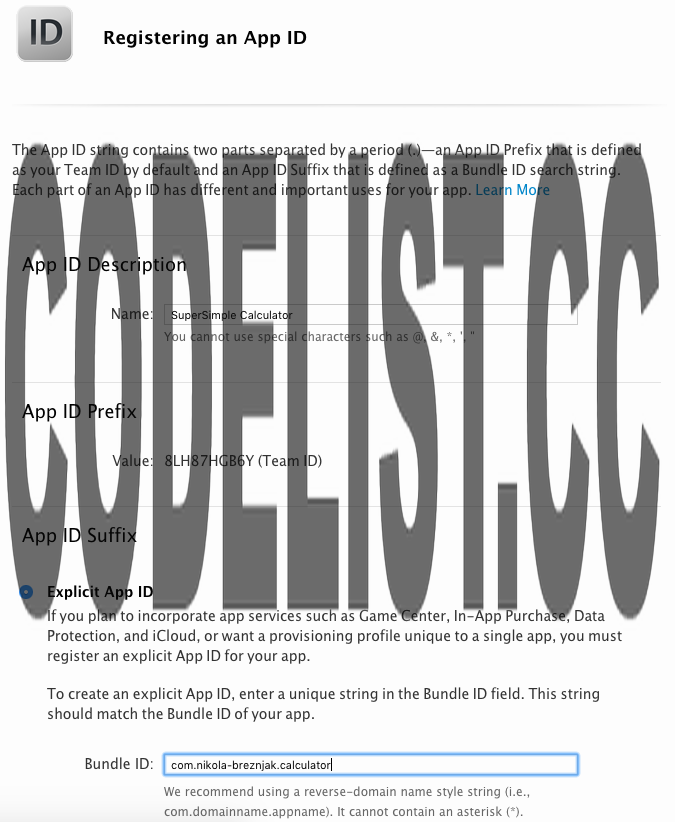 ID
Registering an App ID
The App ID string contains two parts separated by a period (.)—an App ID Prefix that is defined
as your Team ID by default and an App ID Suffix that is defined as a Bundle ID search string.
Each part of an App ID has different and important uses for your app. Learn More
CODELIST.CC
App ID Description
Name: SuperSimple Calculator
You cannot use special characters such as @, &, *, ', "
App ID Prefix
Value: 8LH87HGB6Y (Team ID)
App ID Suffix
Explicit App ID
If you plan to incorporate app services such as Game Center, In-App Purchase, Data
Protection, and iCloud, or want a provisioning profile unique to a single app, you must
register an explicit App ID for your app.
To create an explicit App ID, enter a unique string in the Bundle ID field. This string
should match the Bundle ID of your app.
Bundle ID: com.nikola-breznjak.calculator
We recommend using a reverse-domain name style string (i.e.,
com.domainname.appname). It cannot contain an asterisk (*).